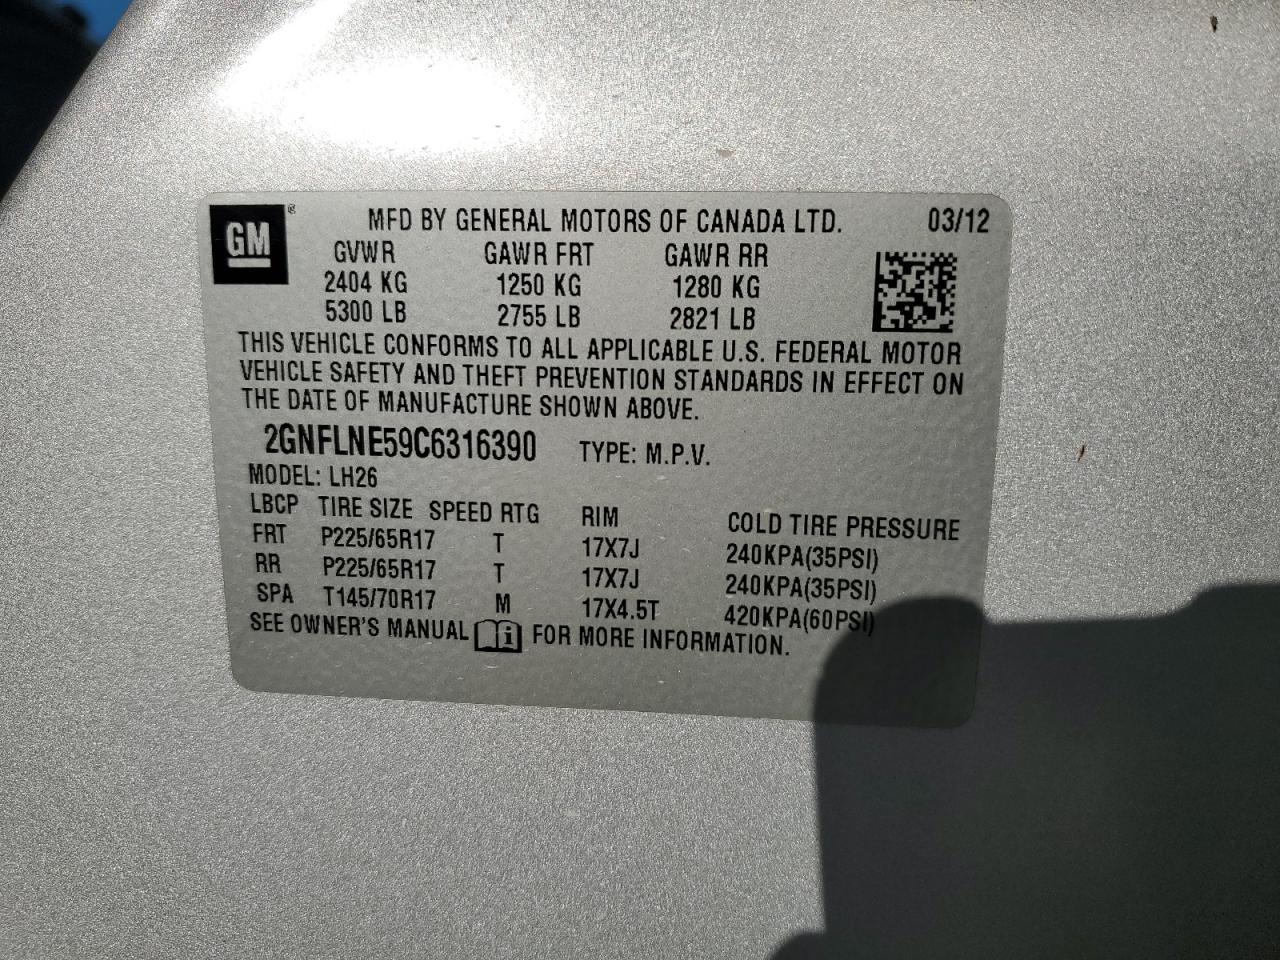 GM® MFD BY GENERAL MOTORS OF CANADA LTD. 03/12
GVWR GAWR FRT GAWR RR
2404 KG 1250 KG 1280 KG
5300 LB 2755 LB 2821 LB
THIS VEHICLE CONFORMS TO ALL APPLICABLE U.S. FEDERAL MOTOR
VEHICLE SAFETY AND THEFT PREVENTION STANDARDS IN EFFECT ON
THE DATE OF MANUFACTURE SHOWN ABOVE.
2GNFLNE59C6316390 TYPE: M.P.V.
MODEL: LH26
LBCP TIRE SIZE SPEED RTG RIM COLD TIRE PRESSURE
FRT P225/65R17 T 17X7J 240KPA(35PSI)
RR P225/65R17 T 17X7J 240KPA(35PSI)
SPA T145/70R17 M 17X4.5T 420KPA(60PSI)
SEE OWNER'S MANUAL i FOR MORE INFORMATION.